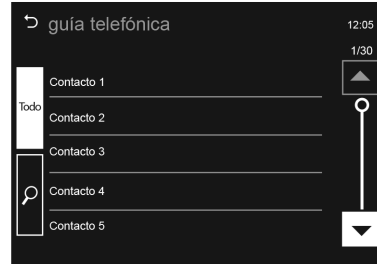 guía telefónica
12:05
1/30
Todo
Contacto 1
Contacto 2
Contacto 3
Contacto 4
Contacto 5